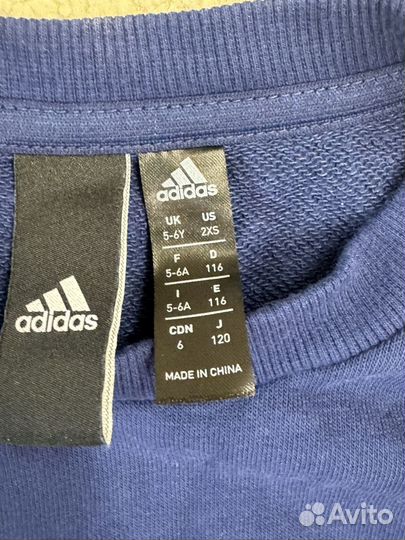 adidas
adidas
UK US
5-6Y 2XS
F D
5-6A 116
I E
5-6A 116
CDN J
6 120
MADE IN CHINA
Avito